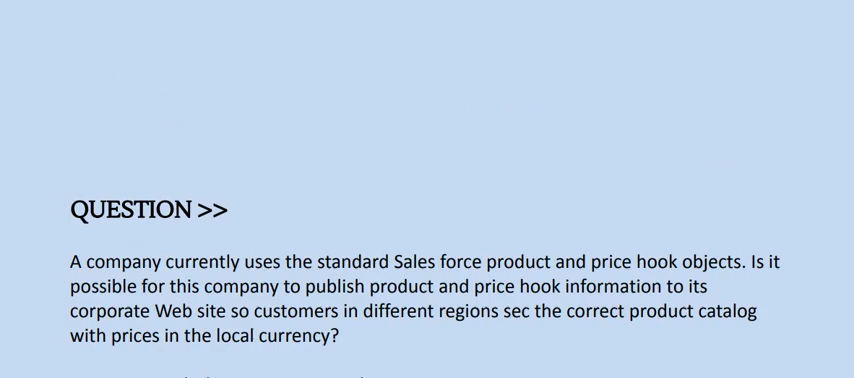 QUESTION >>
A company currently uses the standard Sales force product and price hook objects. Is it
possible for this company to publish product and price hook information to its
corporate Web site so customers in different regions sec the correct product catalog
with prices in the local currency?